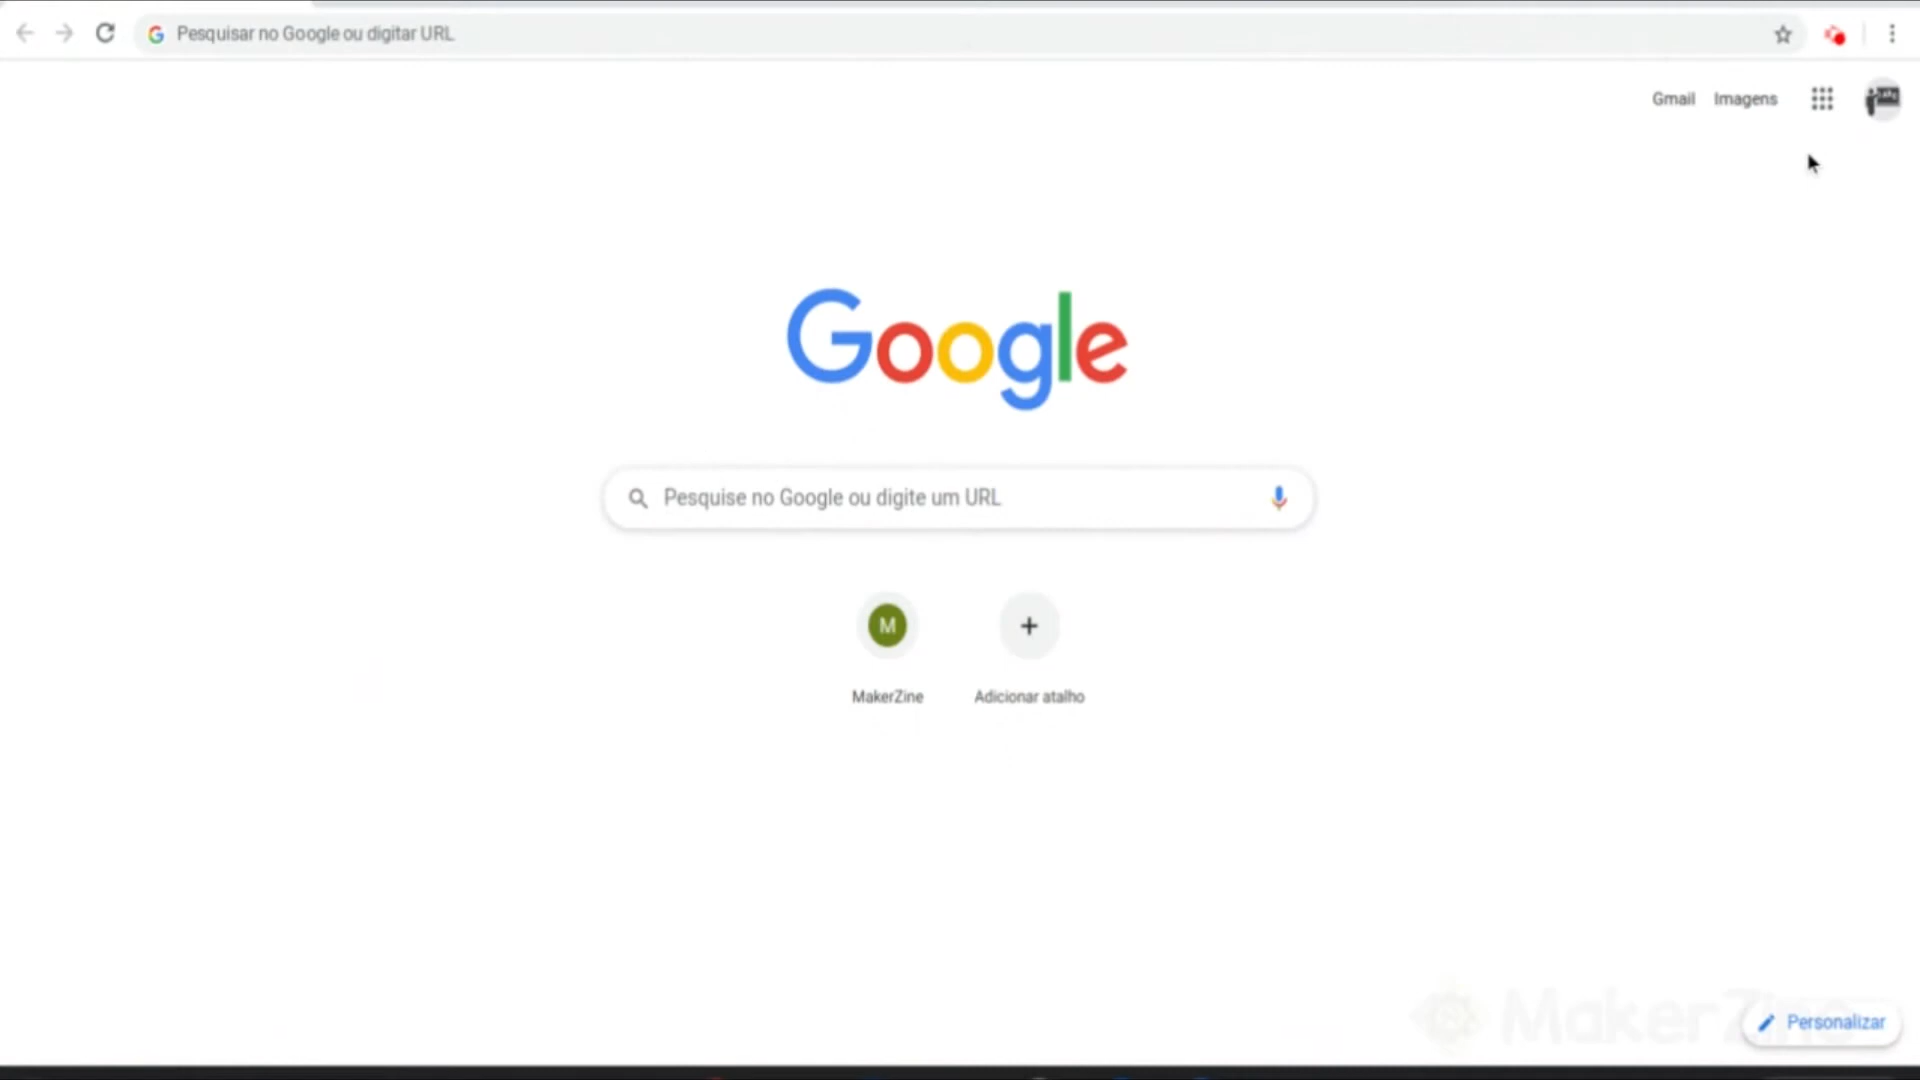 Pesquisar no Google ou digitar URL
Gmail Imagens
Google
Pesquise no Google ou digite um URL
M
MakerZine
Adicionar atalho
MakerZine
Personalizar